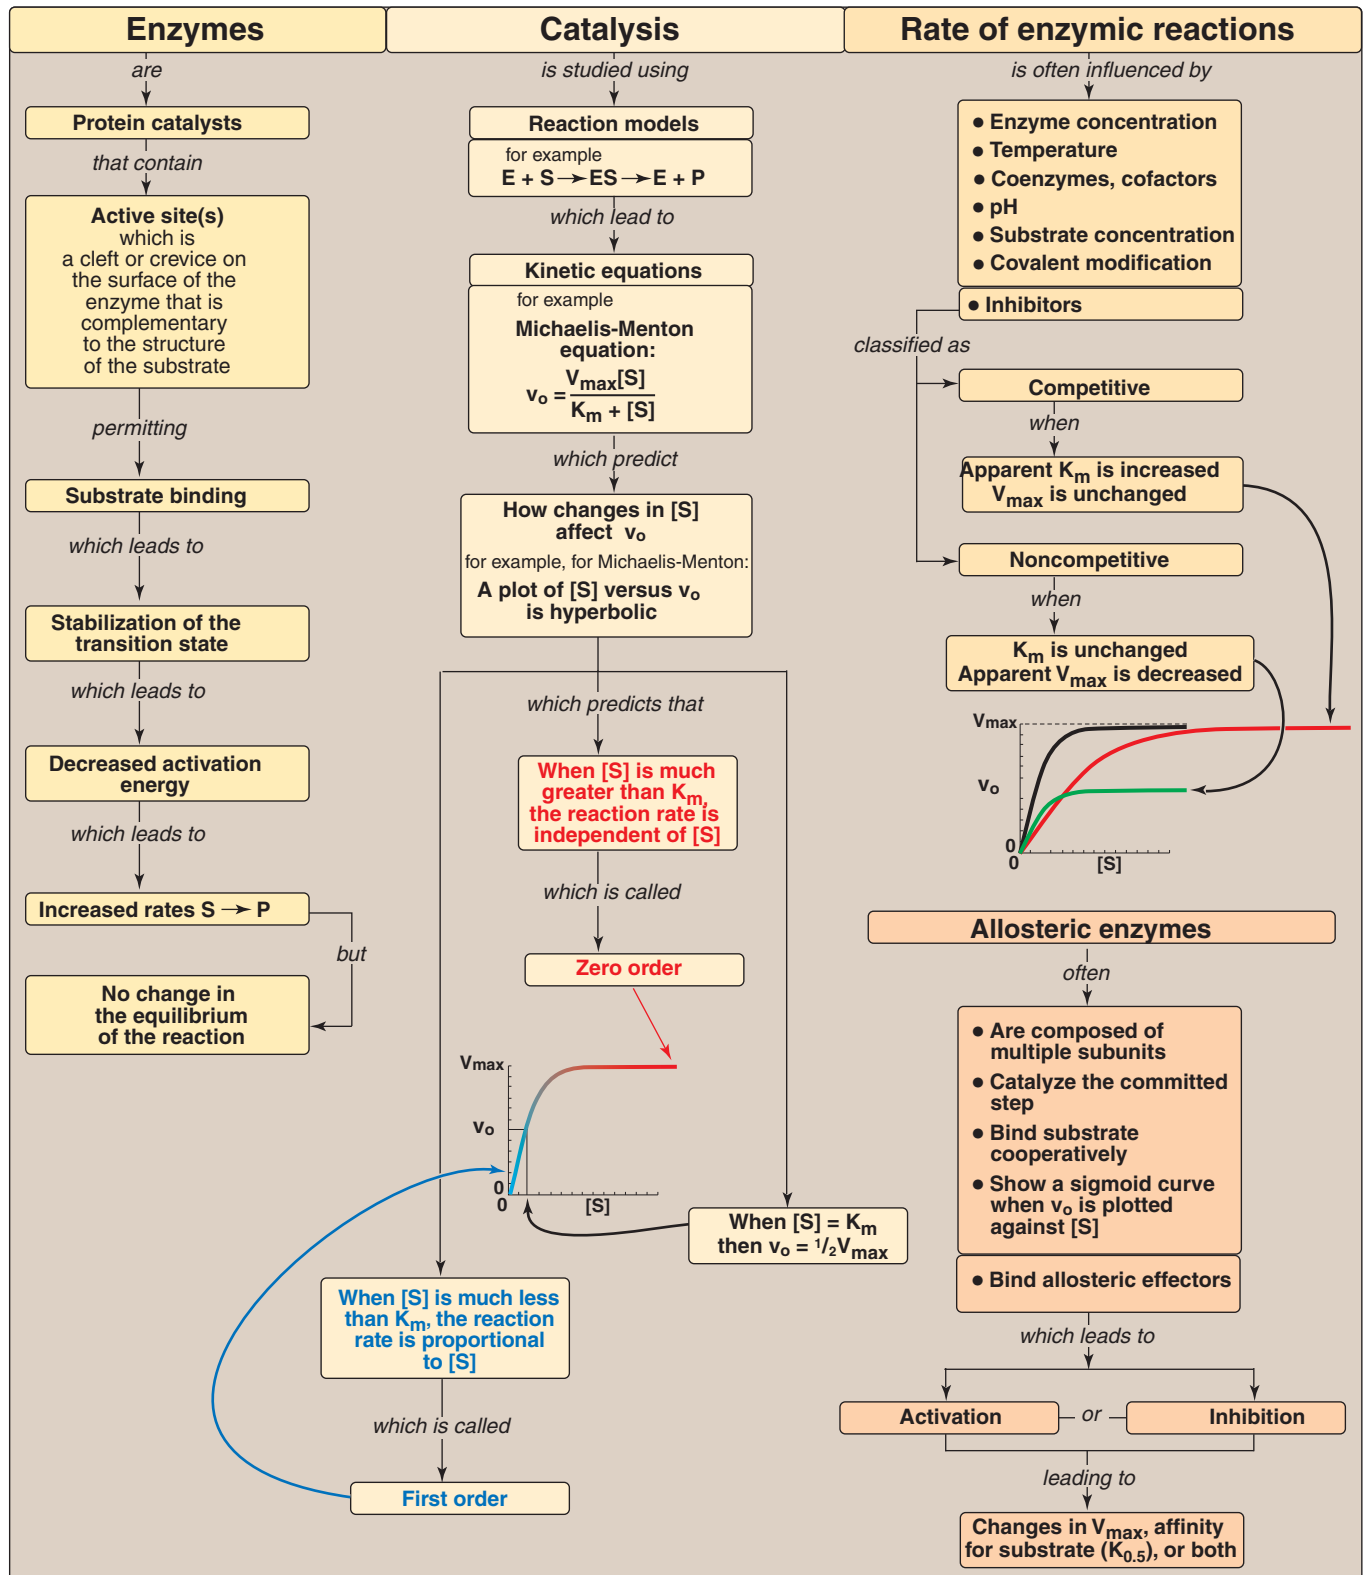 Enzymes
are
Protein catalysts
that contain
Active site(s)
which is
a cleft or crevice on
the surface of the
enzyme that is
complementary
to the structure
of the substrate
permitting
Substrate binding
which leads to
Stabilization of the
transition state
which leads to
Decreased activation
energy
which leads to
Increased rates S → P
but
No change in
the equilibrium
of the reaction
Catalysis
is studied using
Reaction models
for example
E + S → ES → E + P
which lead to
Kinetic equations
for example
Michaelis-Menton
equation:
vo = Vmax[S]
Km + [S]
which predict
How changes in [S]
affect vo
for example, for Michaelis-Menton:
A plot of [S] versus vo
is hyperbolic
which predicts that
When [S] is much
greater than Km,
the reaction rate is
independent of [S]
which is called
Zero order
Vmax
vo
0
0
[S]
When [S] = Km
then vo = 1/2Vmax
When [S] is much less
than Km, the reaction
rate is proportional
to [S]
which is called
First order
Rate of enzymic reactions
is often influenced by
● Enzyme concentration
● Temperature
● Coenzymes, cofactors
● pH
● Substrate concentration
● Covalent modification
● Inhibitors
classified as
Competitive
when
Apparent Km is increased
Vmax is unchanged
Noncompetitive
when
Km is unchanged
Apparent Vmax is decreased
Vmax
vo
0
0
[S]
Allosteric enzymes
often
● Are composed of
multiple subunits
● Catalyze the committed
step
● Bind substrate
cooperatively
● Show a sigmoid curve
when vo is plotted
against [S]
● Bind allosteric effectors
which leads to
Activation
or
Inhibition
leading to
Changes in Vmax, affinity
for substrate (K0.5), or both